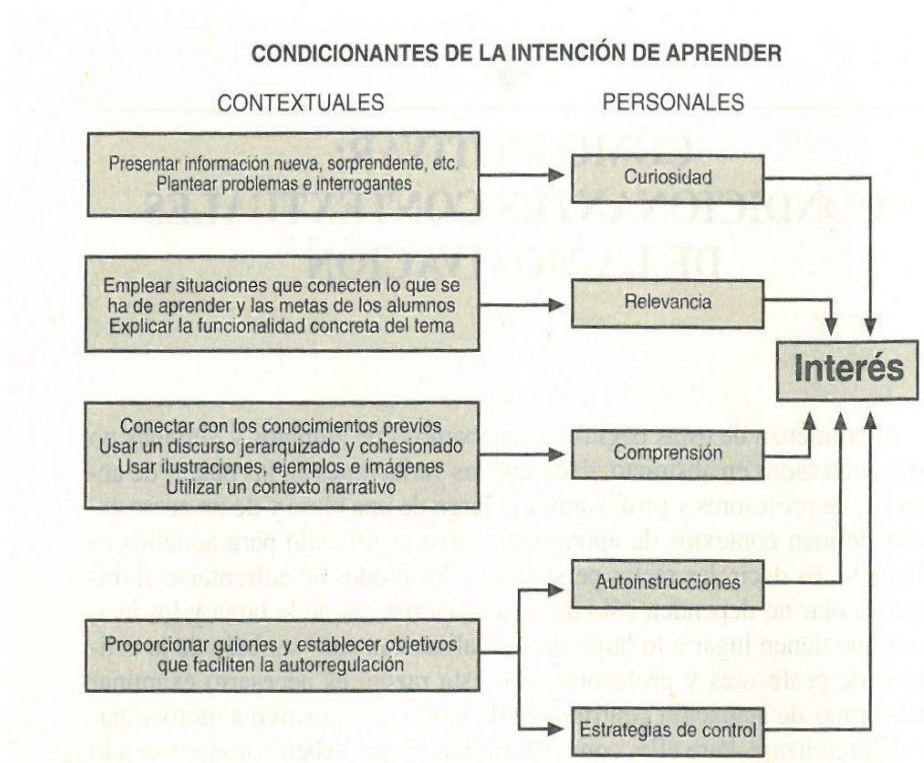 CONDICIONANTES DE LA INTENCIÓN DE APRENDER
CONTEXTUALES
PERSONALES
Presentar información nueva, sorprendente, etc.
Plantear problemas e interrogantes
Curiosidad
Emplear situaciones que conecten lo que se
ha de aprender y las metas de los alumnos
Explicar la funcionalidad concreta del tema
Relevancia
Interés
Conectar con los conocimientos previos
Usar un discurso jerarquizado y cohesionado
Usar ilustraciones, ejemplos e imágenes
Utilizar un contexto narrativo
Comprensión
Autoinstrucciones
Proporcionar guiones y establecer objetivos
que faciliten la autorregulación
Estrategias de control